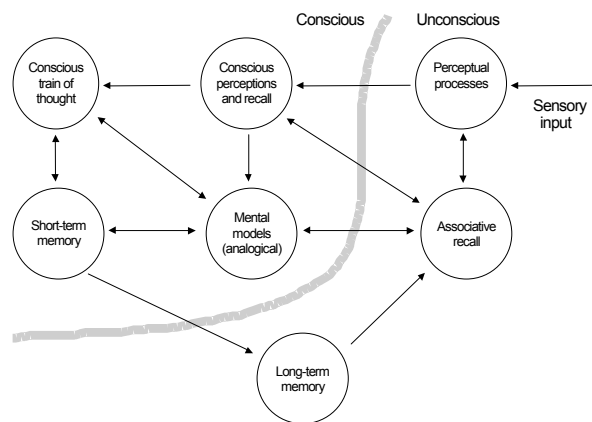 Conscious
Unconscious
Conscious
train of
thought
Conscious
perceptions
and recall
Perceptual
processes
Sensory
input
Short-term
memory
Mental
models
(analogical)
Associative
recall
Long-term
memory